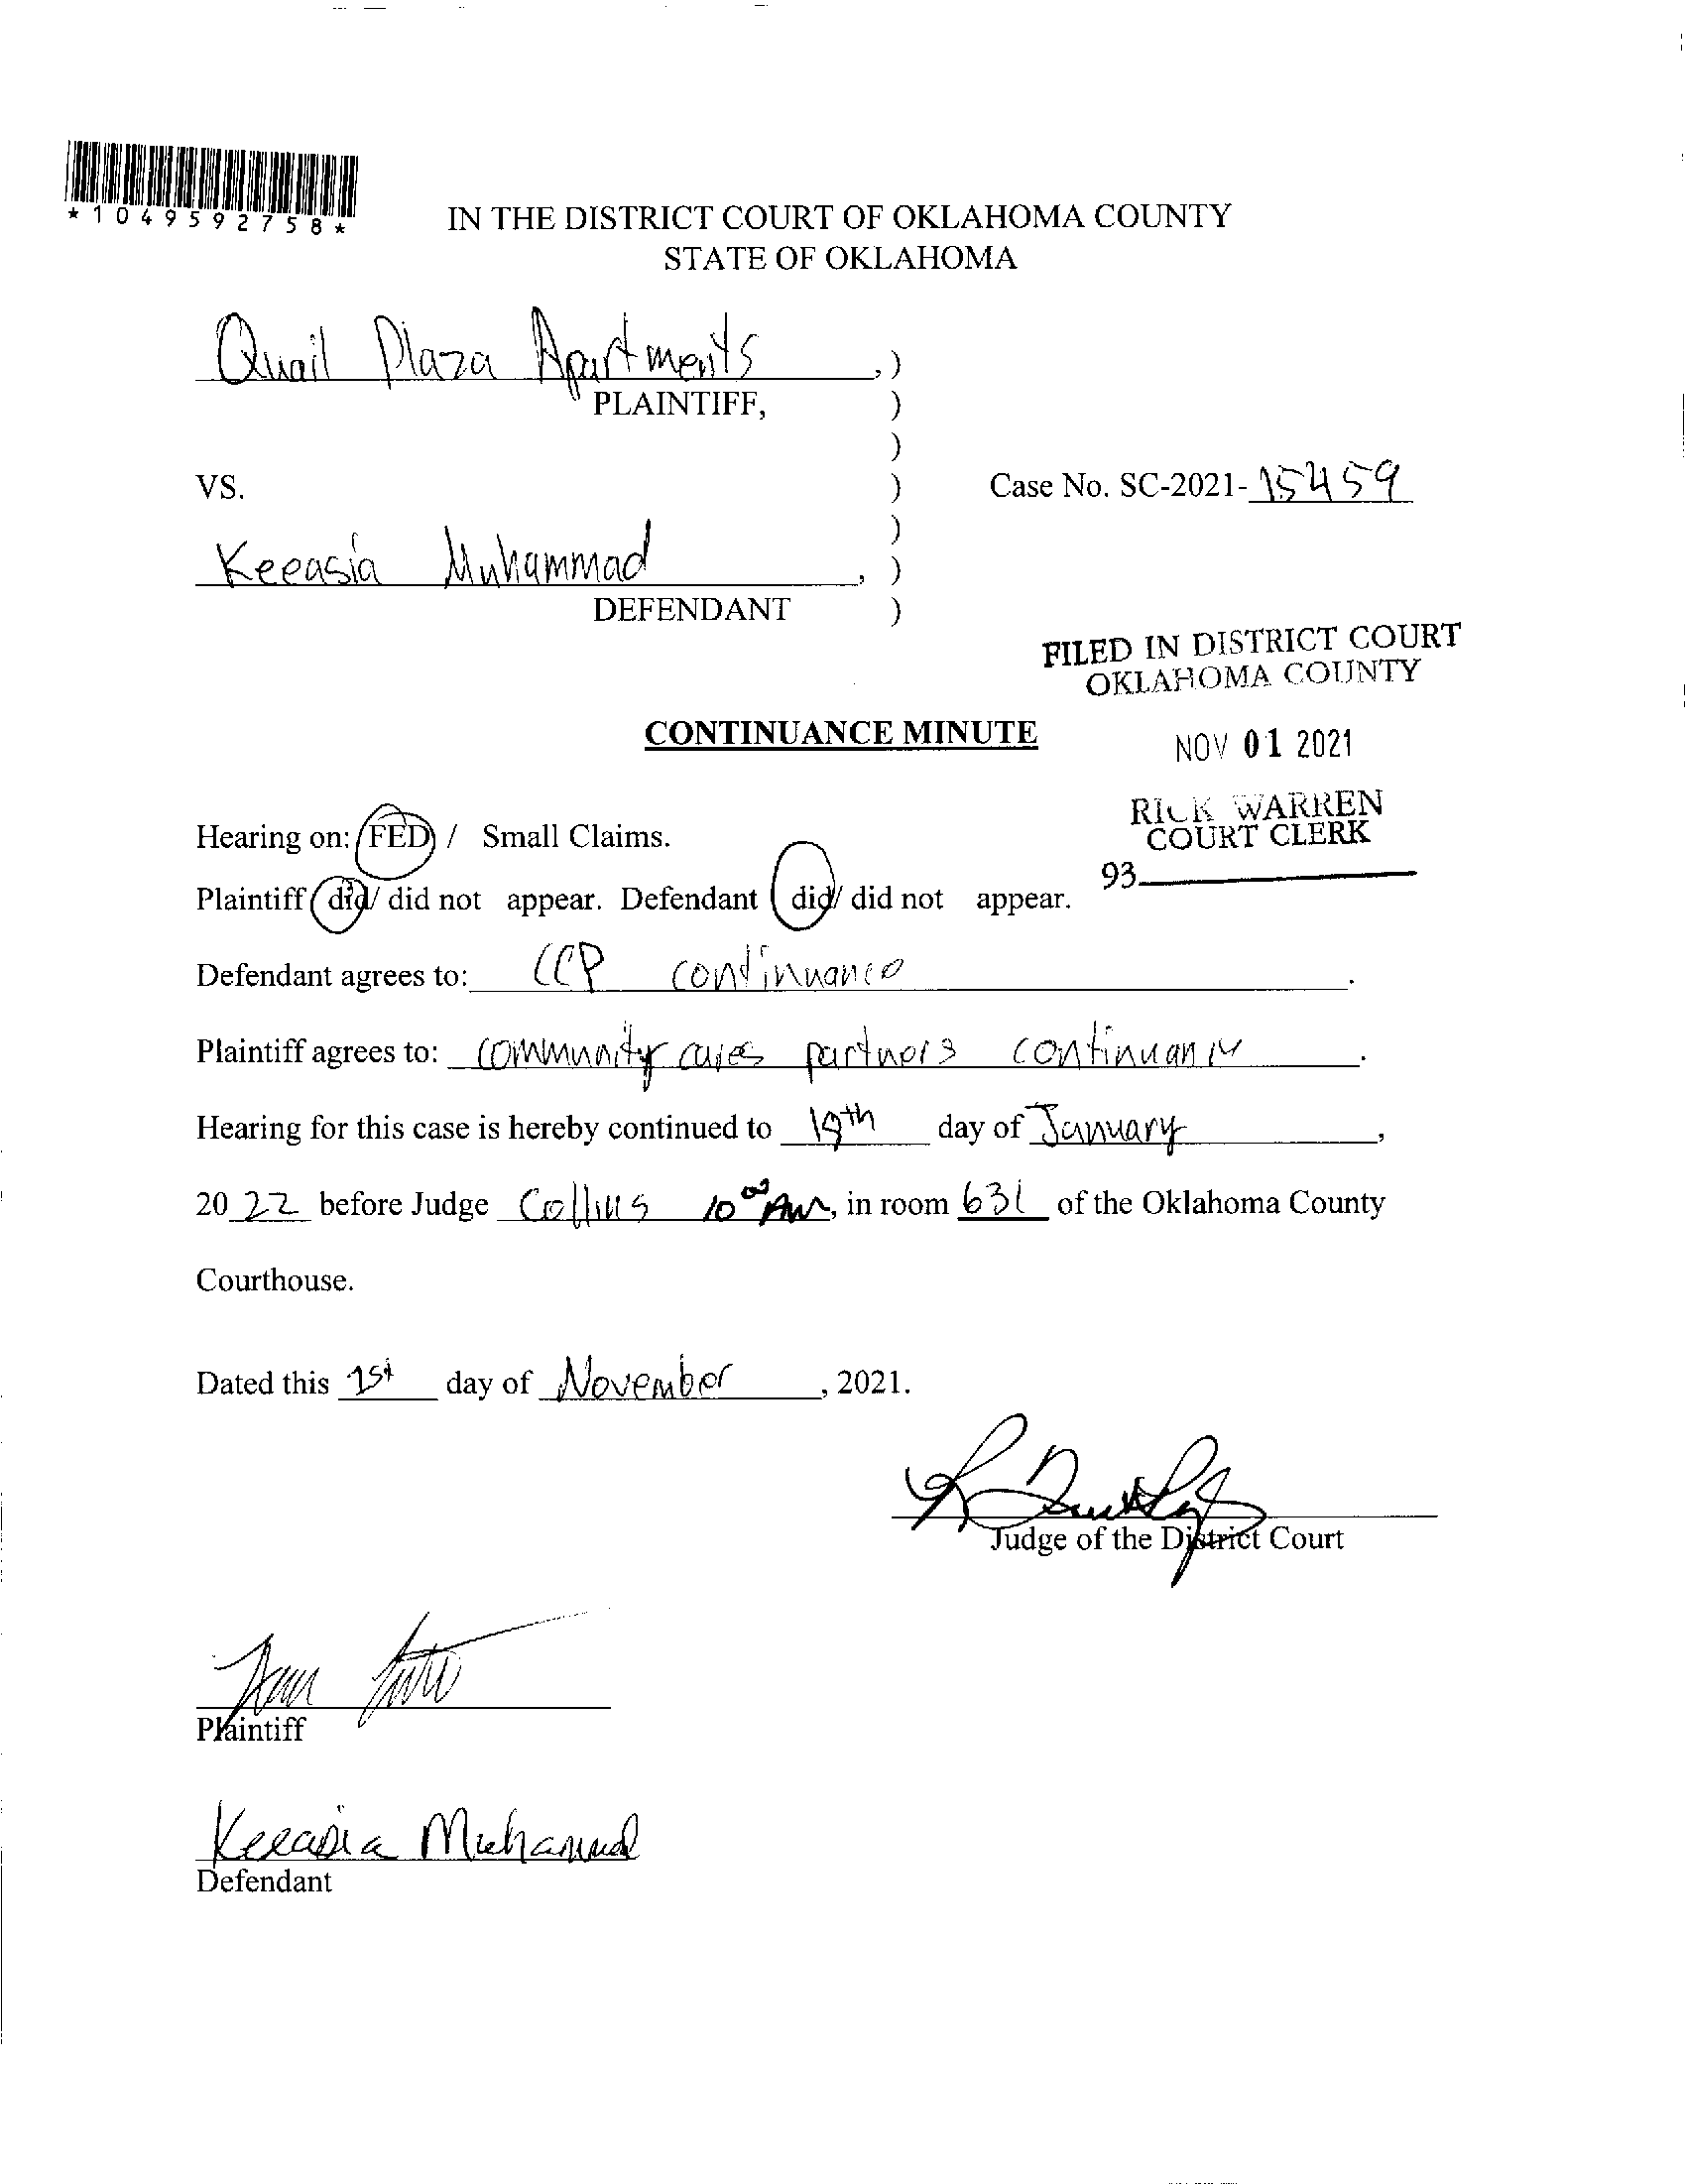 *1049592758*
IN THE DISTRICT COURT OF OKLAHOMA COUNTY
STATE OF OKLAHOMA
Quail Plaza Apartments ,)
PLAINTIFF, )
)
VS. ) Case No. SC-2021-15459
)
Keeasia Muhammad , )
DEFENDANT )
FILED IN DISTRICT COURT
OKLAHOMA COUNTY
CONTINUANCE MINUTE
NOV 01 2021
RICK WARREN
COURT CLERK
93
Hearing on: FED / Small Claims.
Plaintiff did/ did not appear. Defendant did/ did not appear.
Defendant agrees to: CCP continuance .
Plaintiff agrees to: community cares partners continuance .
Hearing for this case is hereby continued to 19th day of January ,
20 22 before Judge Collins 10 00 AM, in room 631 of the Oklahoma County
Courthouse.
Dated this 1st day of November , 2021.
Judge of the District Court
Plaintiff
Keeasia Muhammad
Defendant